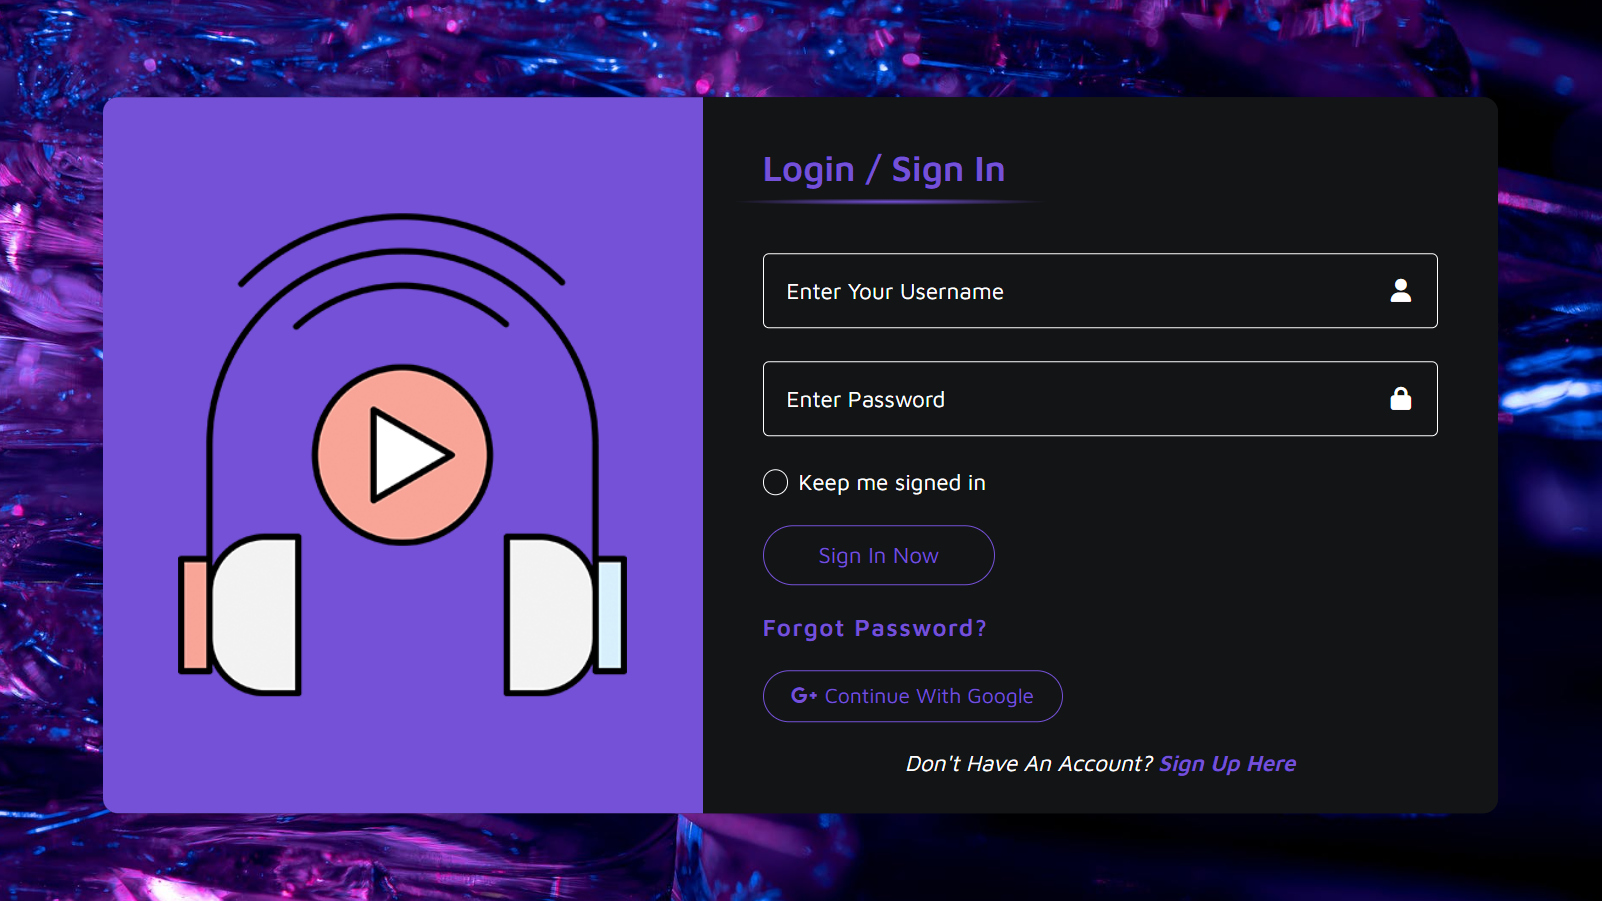 Login / Sign In
Enter Your Username
Enter Password
Keep me signed in
Sign In Now
Forgot Password?
G+ Continue With Google
Don't Have An Account? Sign Up Here